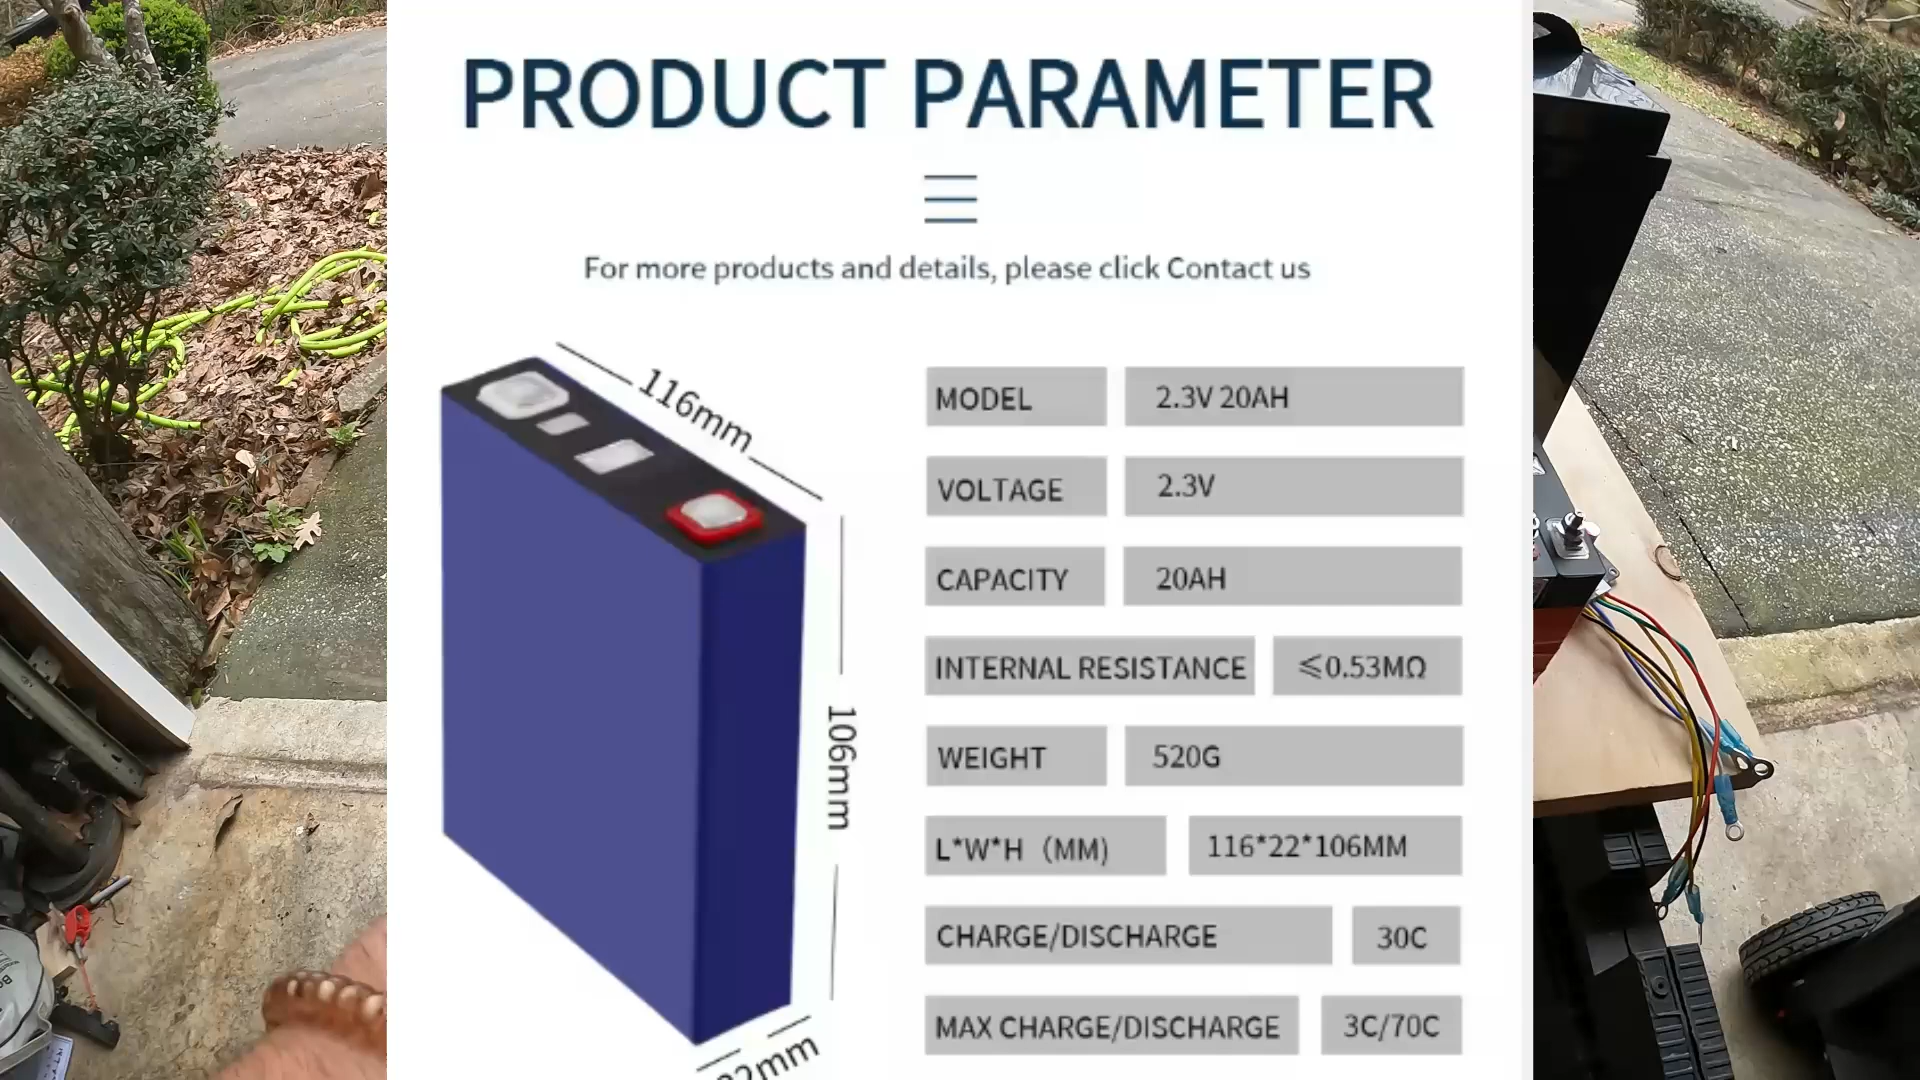 PRODUCT PARAMETER
For more products and details, please click Contact us
116mm
106mm
MODEL 2.3V 20AH
VOLTAGE 2.3V
CAPACITY 20AH
INTERNAL RESISTANCE ≤0.53MΩ
WEIGHT 520G
L*W*H（MM) 116*22*106MM
CHARGE/DISCHARGE 30C
MAX CHARGE/DISCHARGE 3C/70C